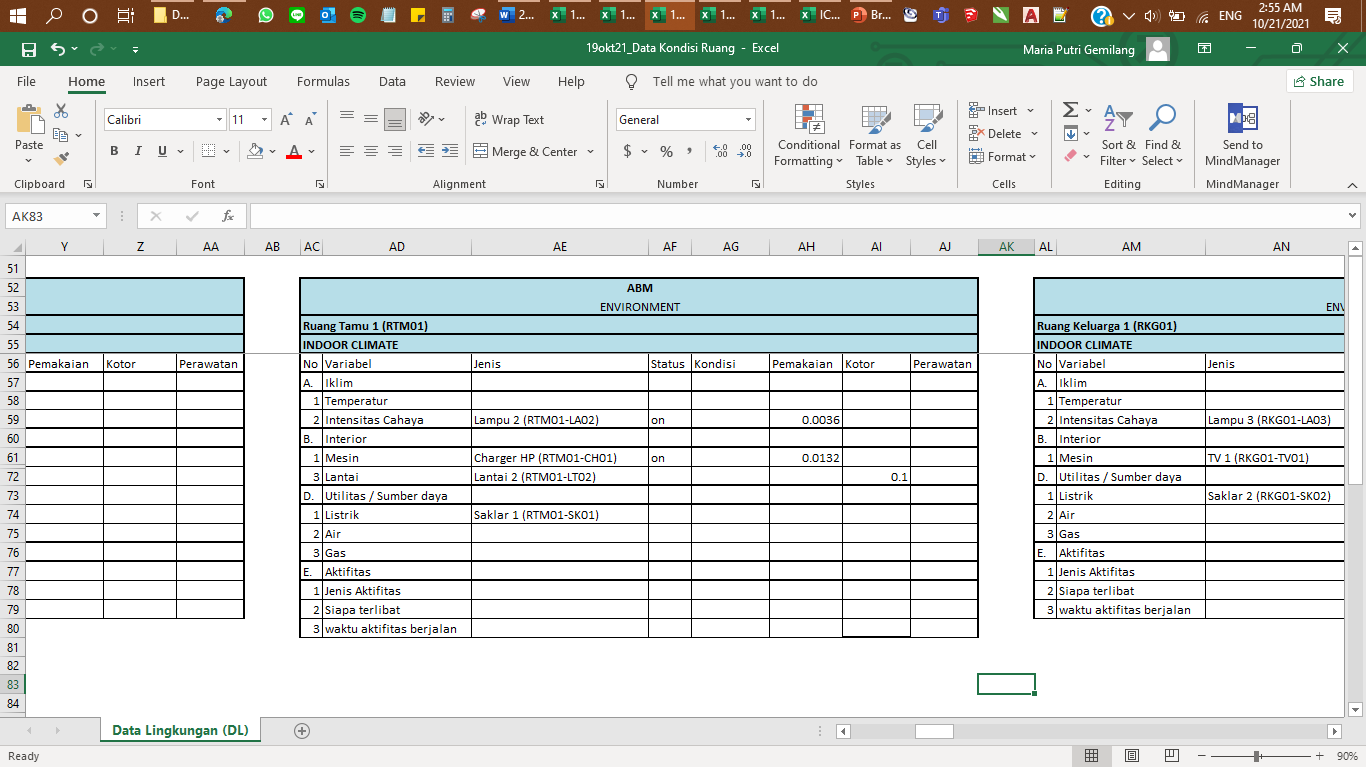 D...
2...
1...
1...
1...
1...
1...
IC...
Br...
ENG
2:55 AM
10/21/2021
19okt21_Data Kondisi Ruang - Excel
Maria Putri Gemilang
File Home Insert Page Layout Formulas Data Review View Help Tell me what you want to do Share
Paste
Clipboard
Calibri 11
B I U
Font
Wrap Text
Merge & Center
Alignment
General
$ % ,
Number
Conditional Formatting
Format as Table
Cell Styles
Styles
Insert
Delete
Format
Cells
Sort & Filter
Find & Select
Editing
Send to MindManager
MindManager
AK83 fx
Y Z AA AB AC AD AE AF AG AH AI AJ AK AL AM AN
51
52 ABM
53 ENVIRONMENT ENV
54 Ruang Tamu 1 (RTM01) Ruang Keluarga 1 (RKG01)
55 INDOOR CLIMATE INDOOR CLIMATE
56 Pemakaian Kotor Perawatan No Variabel Jenis Status Kondisi Pemakaian Kotor Perawatan No Variabel Jenis
57 A. Iklim A. Iklim
58 1 Temperatur 1 Temperatur
59 2 Intensitas Cahaya Lampu 2 (RTM01-LA02) on 0.0036 2 Intensitas Cahaya Lampu 3 (RKG01-LA03)
60 B. Interior B. Interior
61 1 Mesin Charger HP (RTM01-CH01) on 0.0132 1 Mesin TV 1 (RKG01-TV01)
72 3 Lantai Lantai 2 (RTM01-LT02) 0.1 D. Utilitas / Sumber daya
73 D. Utilitas / Sumber daya 1 Listrik Saklar 2 (RKG01-SK02)
74 1 Listrik Saklar 1 (RTM01-SK01) 2 Air
75 2 Air 3 Gas
76 3 Gas E. Aktifitas
77 E. Aktifitas 1 Jenis Aktifitas
78 1 Jenis Aktifitas 2 Siapa terlibat
79 2 Siapa terlibat 3 waktu aktifitas berjalan
80 3 waktu aktifitas berjalan
81
82
83
84
Data Lingkungan (DL)
Ready 90%